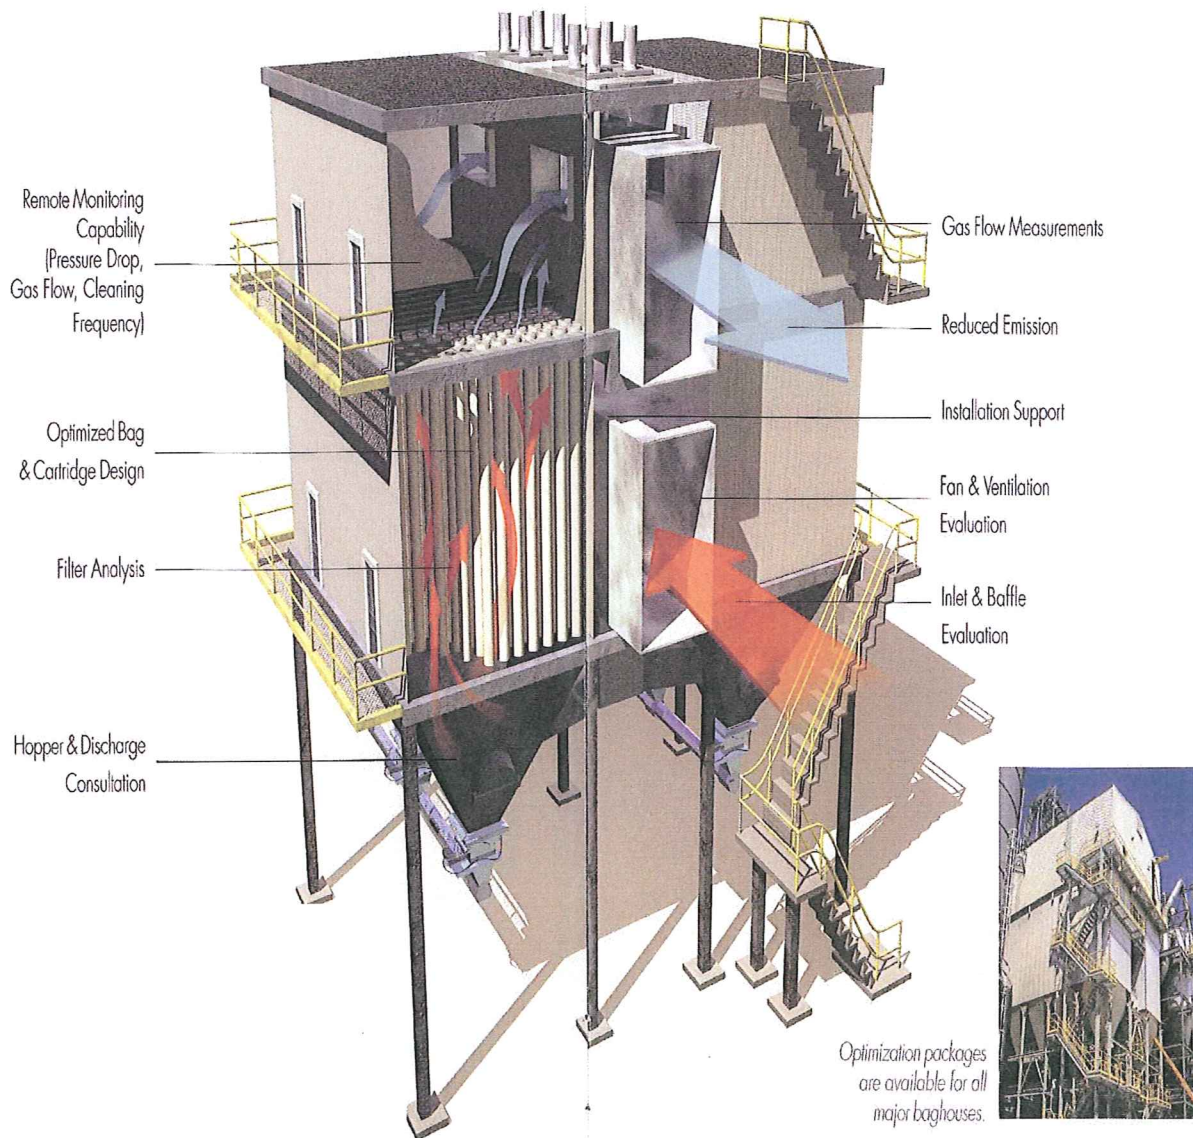 Remote Monitoring
Capability
(Pressure Drop,
Gas Flow, Cleaning
Frequency)
Optimized Bag
& Cartridge Design
Filter Analysis
Hopper & Discharge
Consultation
Gas Flow Measurements
Reduced Emission
Installation Support
Fan & Ventilation
Evaluation
Inlet & Baffle
Evaluation
Optimization packages
are available for all
major baghouses.